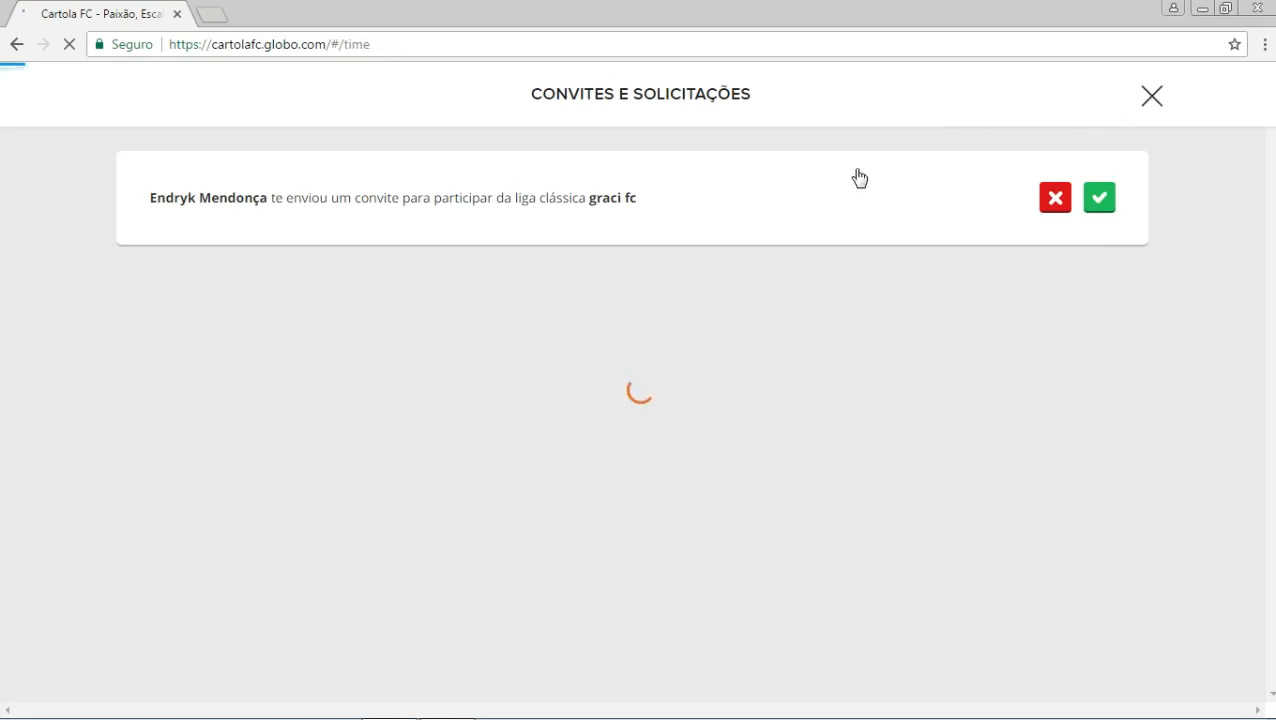 Cartola FC - Paixão, Esca
Seguro
https://cartolafc.globo.com/#/time
CONVITES E SOLICITAÇÕES
Endryk Mendonça te enviou um convite para participar da liga clássica graci fc